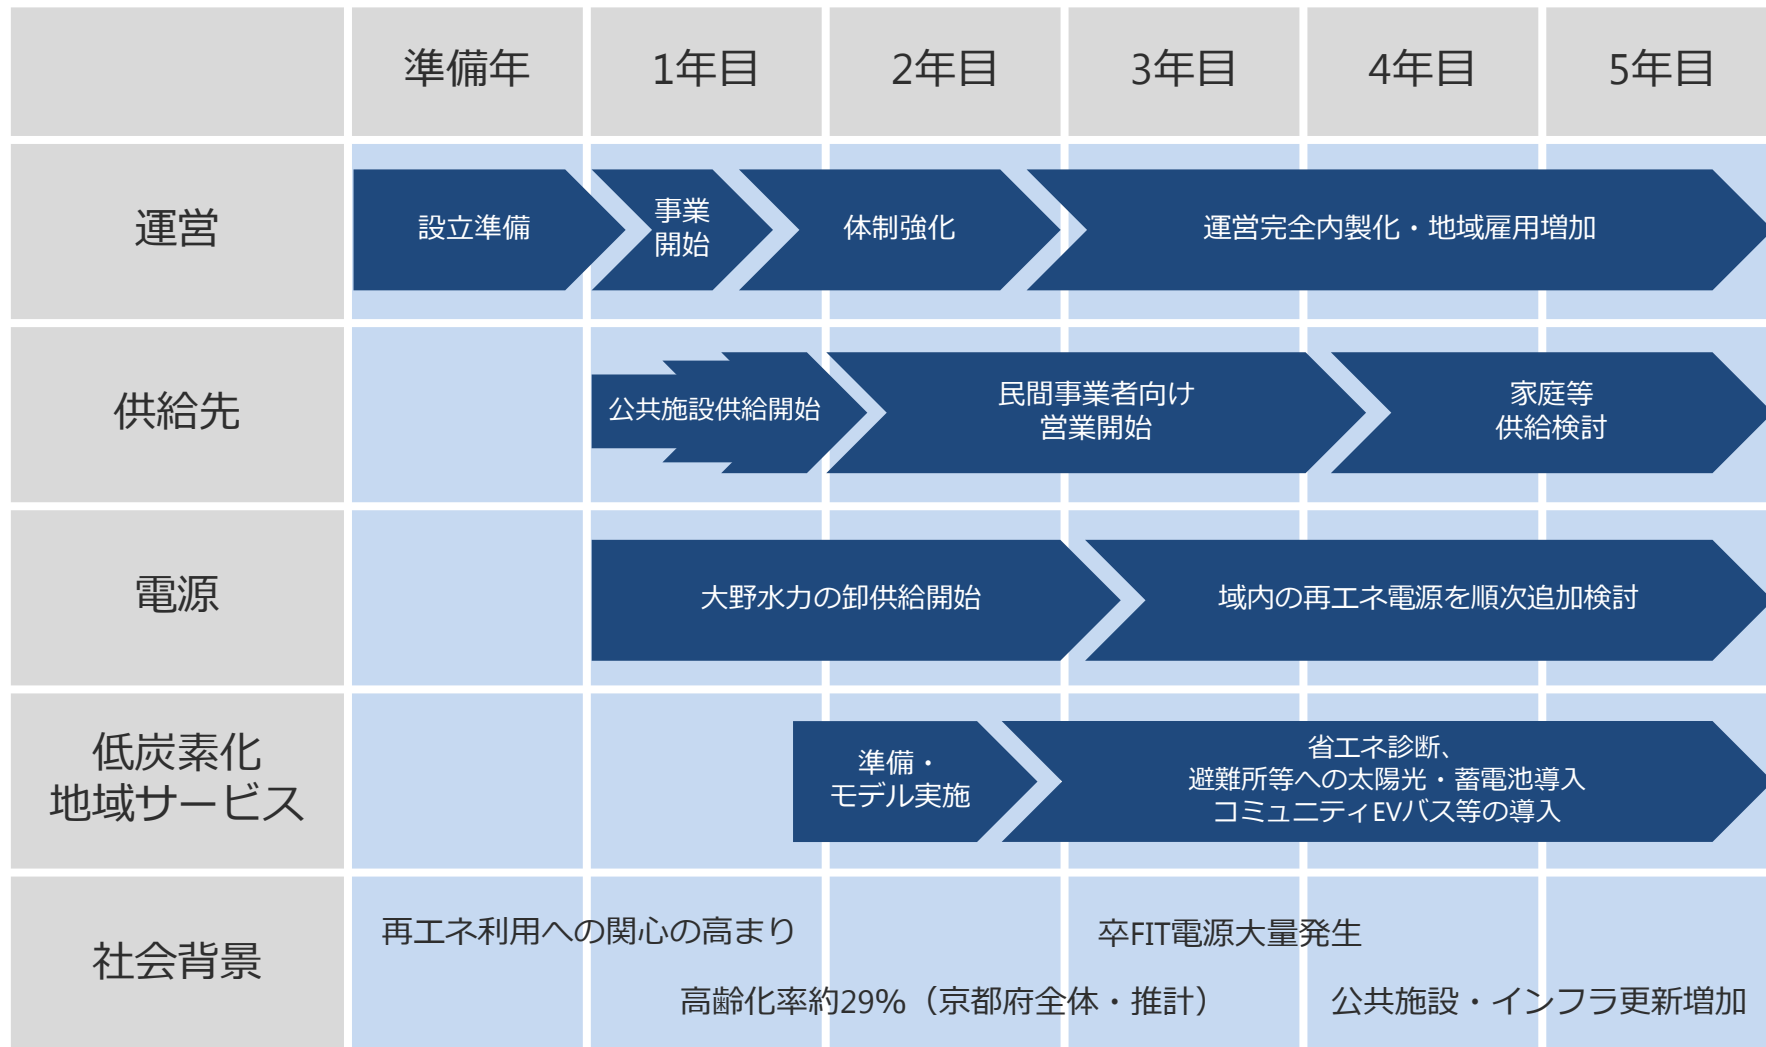 準備年
1年目
2年目
3年目
4年目
5年目
運営
設立準備
事業
開始
体制強化
運営完全内製化・地域雇用増加
供給先
公共施設供給開始
民間事業者向け
営業開始
家庭等
供給検討
電源
大野水力の卸供給開始
域内の再エネ電源を順次追加検討
低炭素化
地域サービス
準備・
モデル実施
省エネ診断、
避難所等への太陽光・蓄電池導入
コミュニティEVバス等の導入
社会背景
再エネ利用への関心の高まり
卒FIT電源大量発生
高齢化率約29%（京都府全体・推計）
公共施設・インフラ更新増加